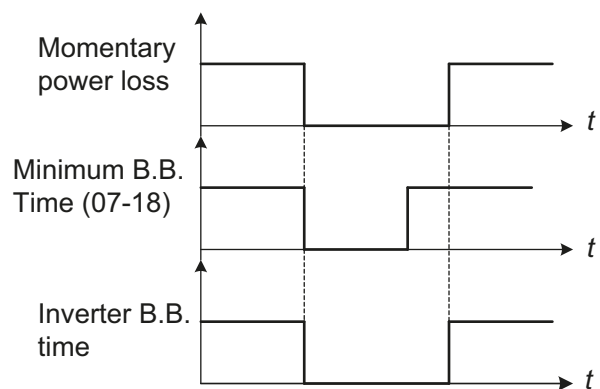 Momentary
power loss
t
Minimum B.B.
Time (07-18)
t
Inverter B.B.
time
t